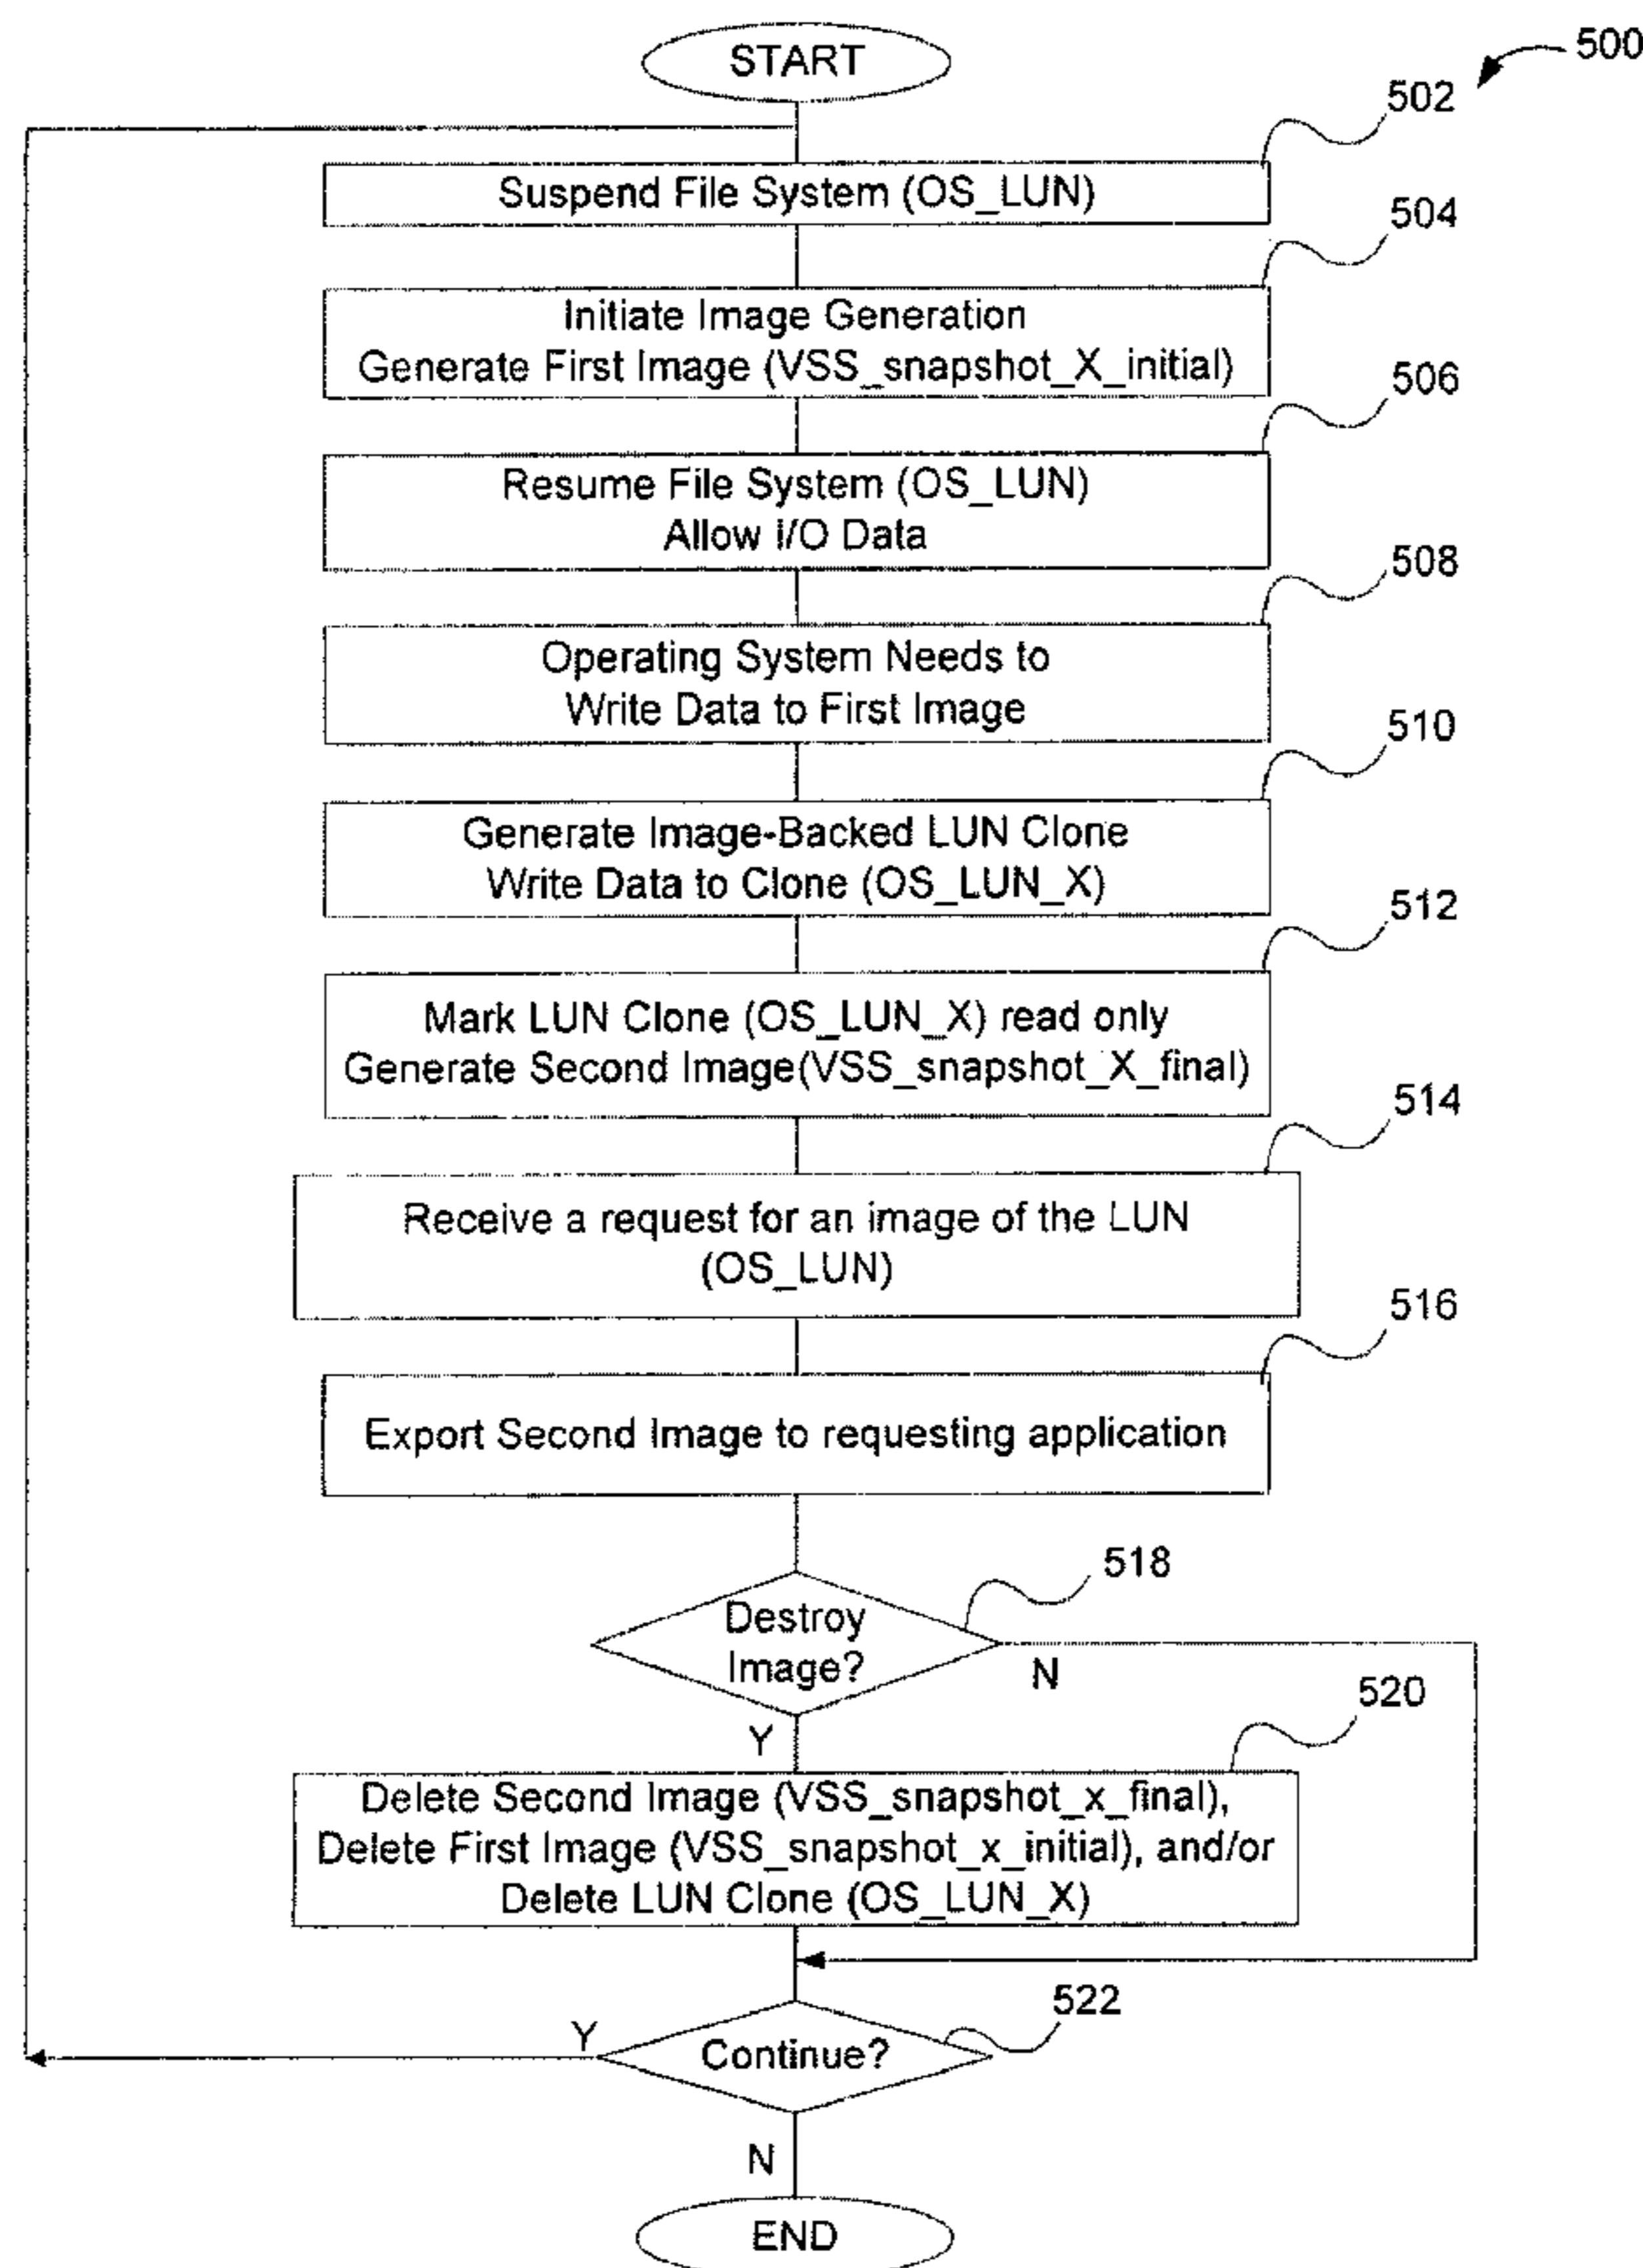 START
500
502
Suspend File System (OS_LUN)
504
Initiate Image Generation
Generate First Image (VSS_snapshot_X_initial)
506
Resume File System (OS_LUN)
Allow I/O Data
508
Operating System Needs to
Write Data to First Image
510
Generate Image-Backed LUN Clone
Write Data to Clone (OS_LUN_X)
512
Mark LUN Clone (OS_LUN_X) read only
Generate Second Image(VSS_snapshot_X_final)
514
Receive a request for an image of the LUN
(OS_LUN)
516
Export Second Image to requesting application
518
Destroy
Image?
N
Y
520
Delete Second Image (VSS_snapshot_x_final),
Delete First Image (VSS_snapshot_x_initial), and/or
Delete LUN Clone (OS_LUN_X)
522
Y
Continue?
N
END